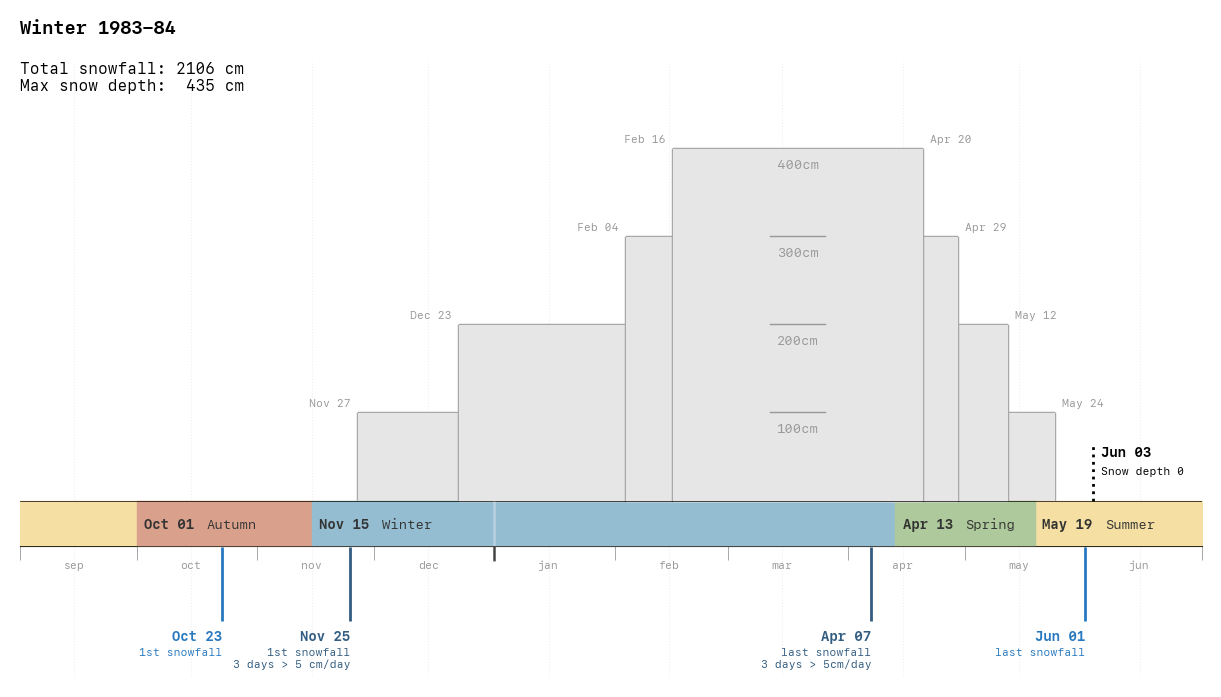 Winter 1983–84
Total snowfall: 2106 cm
Max snow depth: 435 cm
Feb 16
Apr 20
400cm
Feb 04
Apr 29
300cm
Dec 23
May 12
200cm
Nov 27
May 24
100cm
Jun 03
Snow depth 0
Oct 01 Autumn
Nov 15 Winter
Apr 13 Spring
May 19 Summer
sep
oct
nov
dec
jan
feb
mar
apr
may
jun
Oct 23
1st snowfall
Nov 25
1st snowfall
3 days > 5 cm/day
Apr 07
last snowfall
3 days > 5cm/day
Jun 01
last snowfall